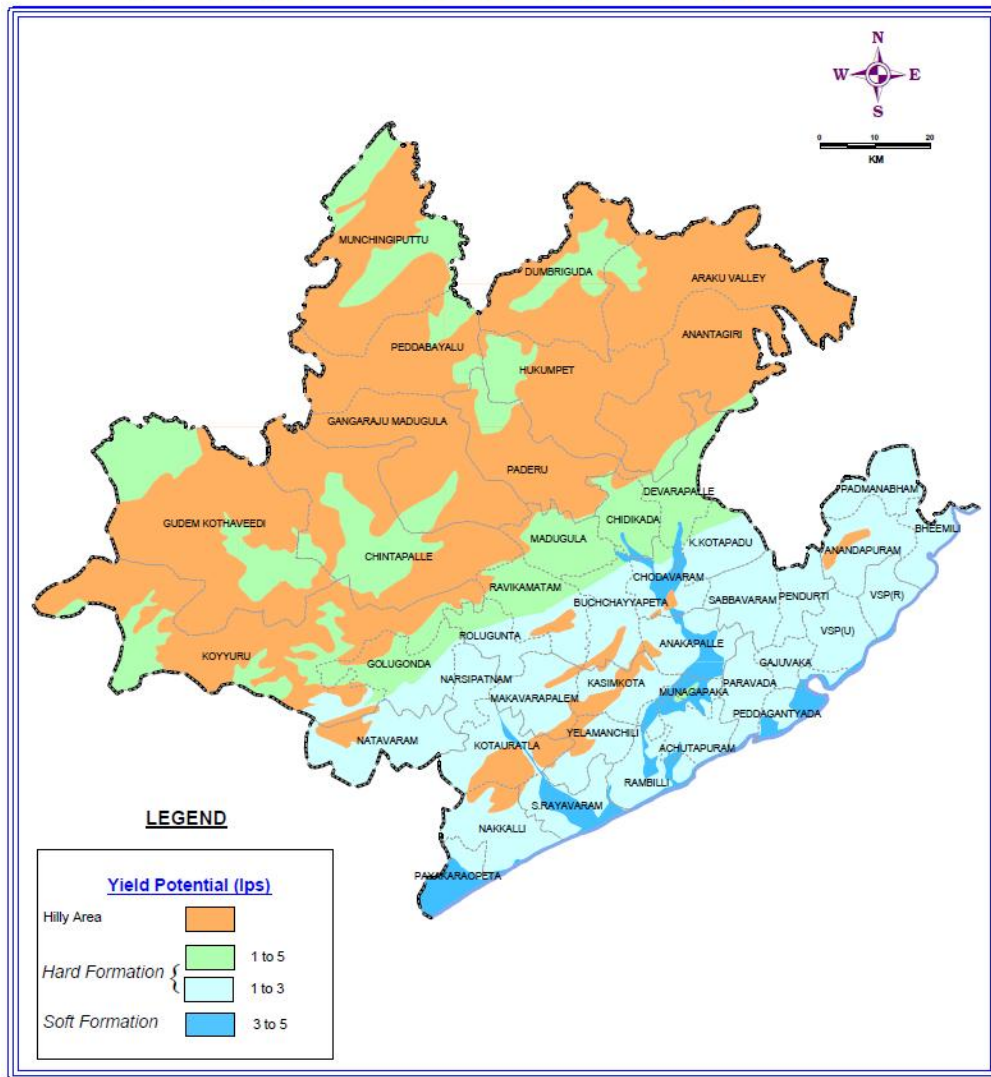 N
W E
S
0 10 20
KM
MUNCHINGIPUTTU
DUMBRIGUDA
ARAKU VALLEY
ANANTAGIRI
PEDDABAYALU
HUKUMPET
GANGARAJU MADUGULA
PADERU
DEVARAPALLE
PADMANABHAM
CHIDIKADA
GUDEM KOTHAVEEDI
BHEEMILI
MADUGULA
K.KOTAPADU
ANANDAPURAM
CHINTAPALLE
CHODAVARAM
RAVIKAMATAM
SABBAVARAM
PENDURTI
VSP(R)
BUCHCHAYYAPETA
VSP(U)
ROLUGUNTA
ANAKAPALLE
KOYYURU
GOLUGONDA
GAJUVAKA
NARSIPATNAM
KASIMKOTA
PARAVADA
MAKAVARAPALEM
MUNAGAPAKA
PEDDAGANTYADA
YELAMANCHILI
NATAVARAM
KOTAURATLA
ACHUTAPURAM
RAMBILLI
S.RAYAVARAM
NAKKALLI
PAYAKARAOPETA
LEGEND
Yield Potential (lps)
Hilly Area
Hard Formation { 1 to 5
1 to 3
Soft Formation 3 to 5